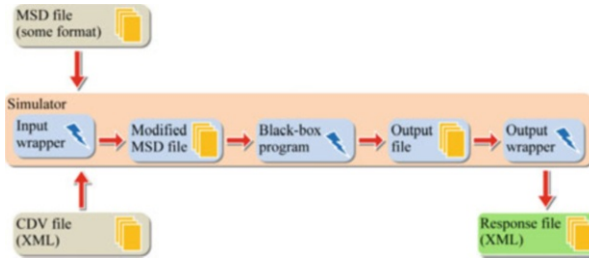 MSD file
(some format)
Simulator
Input
wrapper
Modified
MSD file
Black-box
program
Output
file
Output
wrapper
CDV file
(XML)
Response file
(XML)